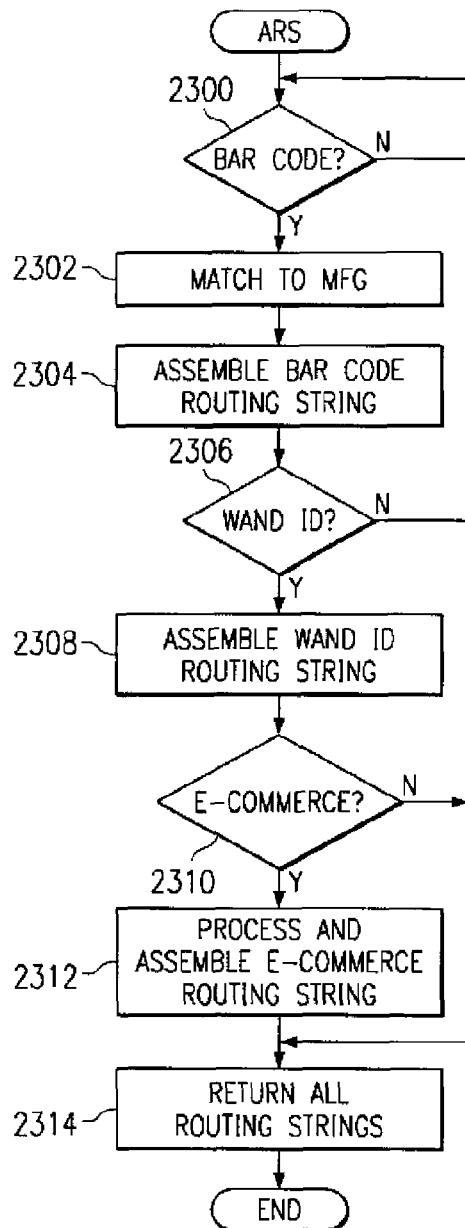 ARS
2300
BAR CODE?
N
Y
2302
MATCH TO MFG
2304
ASSEMBLE BAR CODE
ROUTING STRING
2306
WAND ID?
N
Y
2308
ASSEMBLE WAND ID
ROUTING STRING
E-COMMERCE?
N
2310
Y
2312
PROCESS AND
ASSEMBLE E-COMMERCE
ROUTING STRING
2314
RETURN ALL
ROUTING STRINGS
END